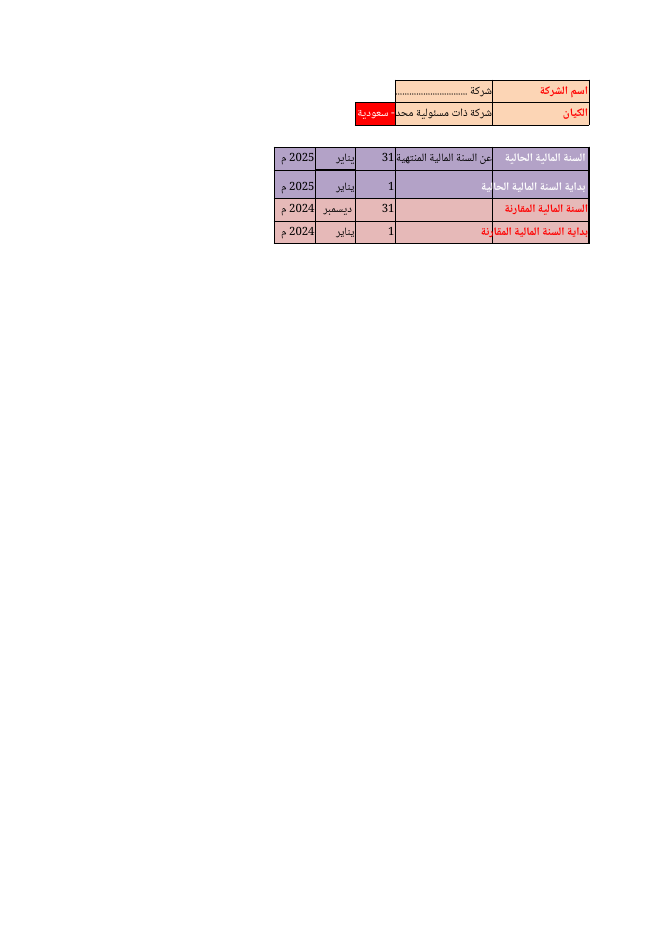 اسم الشركة شركة ..............................
الكيان شركة ذات مسئولية محد - سعودية
السنة المالية الحالية عن السنة المالية المنتهية 31 يناير 2025 م
بداية السنة المالية الحالية 1 يناير 2025 م
السنة المالية المقارنة 31 ديسمبر 2024 م
بداية السنة المالية المقارنة 1 يناير 2024 م